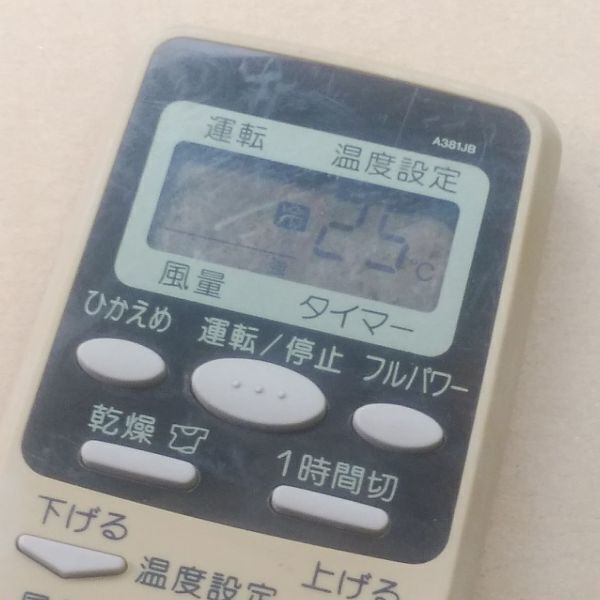 A381JB
運転 温度設定
25℃
風量 タイマー
ひかえめ 運転/停止 フルパワー
乾燥 1時間切
下げる 温度設定 上げる